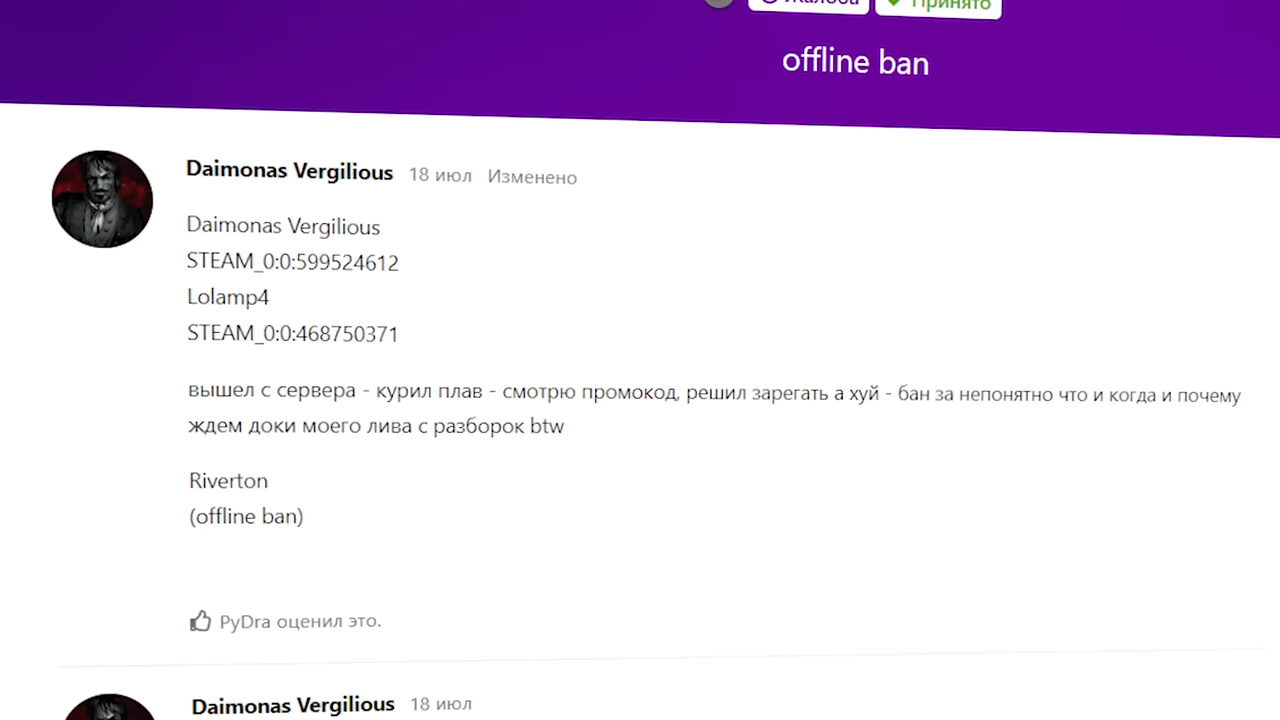 Жалоба
Принято
offline ban
Daimonas Vergilious 18 июл Изменено
Daimonas Vergilious
STEAM_0:0:599524612
Lolamp4
STEAM_0:0:468750371
вышел с сервера - курил плав - смотрю промокод, решил зарегать а хуй - бан за непонятно что и когда и почему
ждем доки моего лива с разборок btw
Riverton
(offline ban)
PyDra оценил это.
Daimonas Vergilious 18 июл